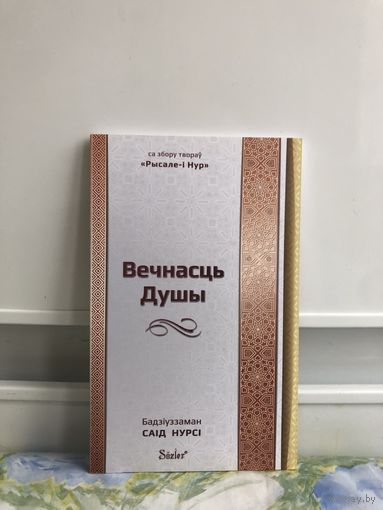 са збору твораў
«Рысале-і Нур»
Вечнасць
Душы
Бадзіуззаман
САІД НУРСІ
Sözler